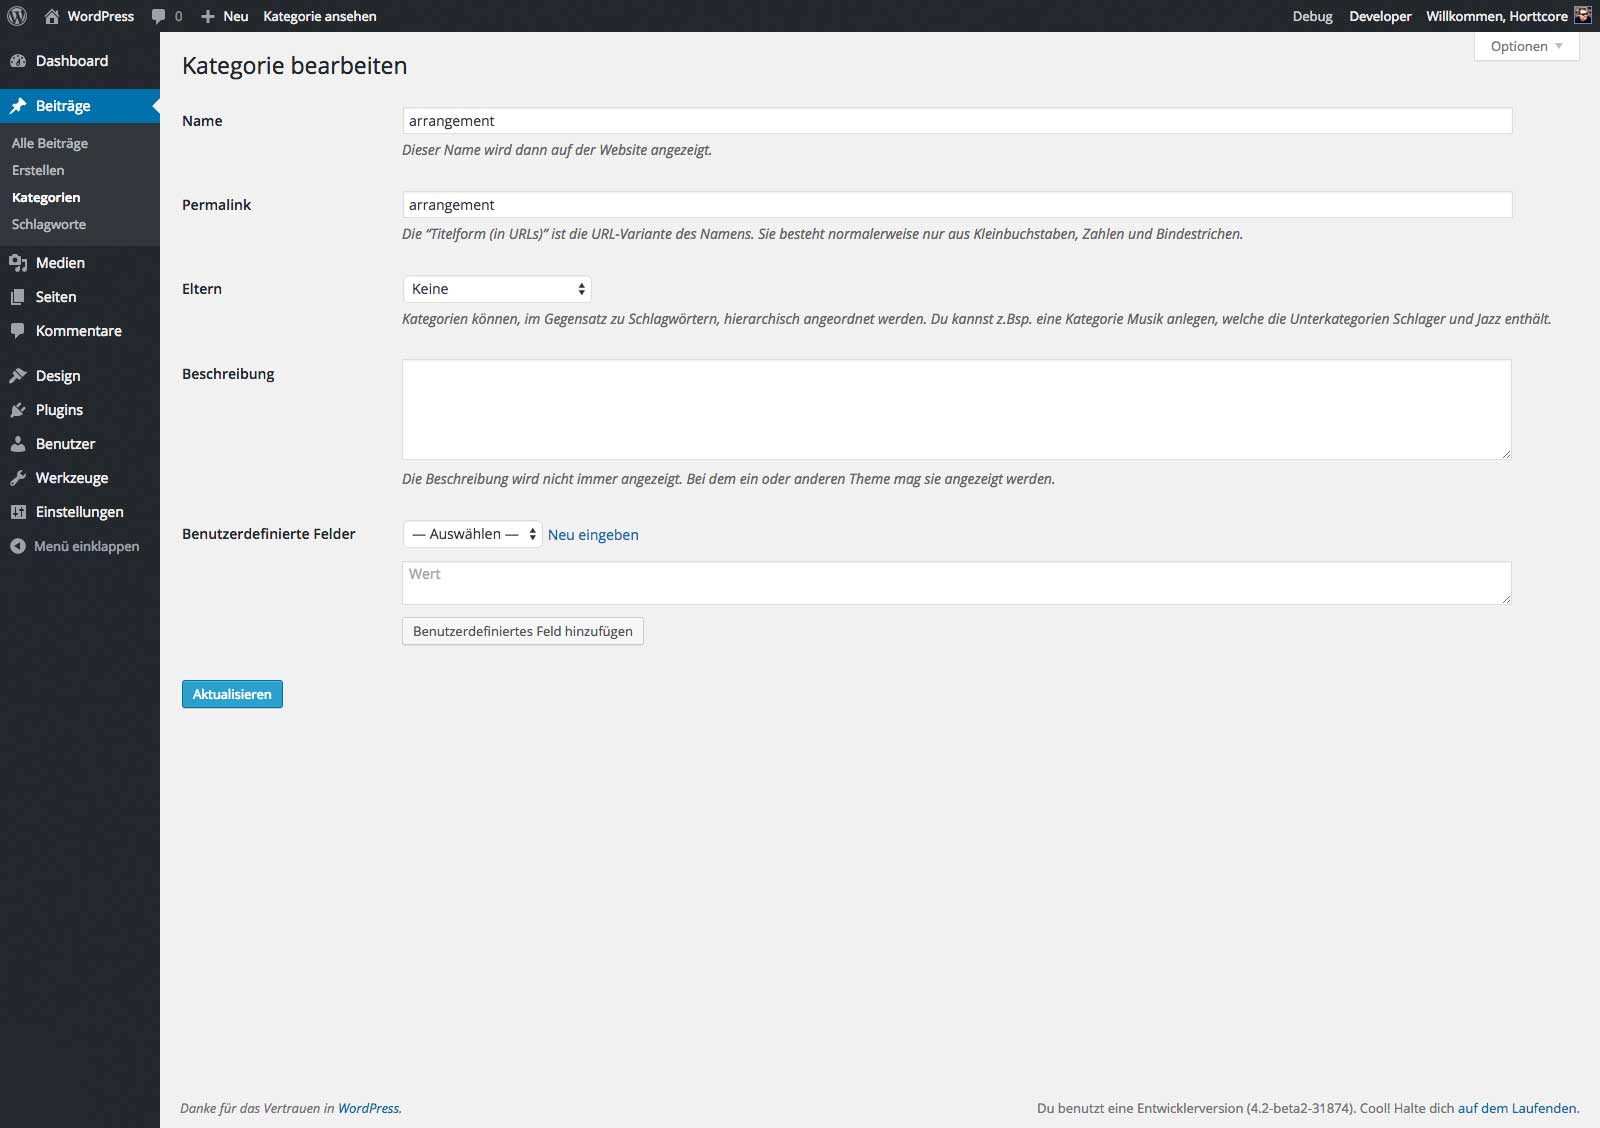 WordPress 0 Neu Kategorie ansehen Debug Developer Willkommen, Horttcore
Optionen
Dashboard
Beiträge
Alle Beiträge
Erstellen
Kategorien
Schlagworte
Medien
Seiten
Kommentare
Design
Plugins
Benutzer
Werkzeuge
Einstellungen
Menü einklappen
Kategorie bearbeiten
Name
arrangement
Dieser Name wird dann auf der Website angezeigt.
Permalink
arrangement
Die “Titelform (in URLs)” ist die URL-Variante des Namens. Sie besteht normalerweise nur aus Kleinbuchstaben, Zahlen und Bindestrichen.
Eltern
Keine
Kategorien können, im Gegensatz zu Schlagwörtern, hierarchisch angeordnet werden. Du kannst z.Bsp. eine Kategorie Musik anlegen, welche die Unterkategorien Schlager und Jazz enthält.
Beschreibung
Die Beschreibung wird nicht immer angezeigt. Bei dem ein oder anderen Theme mag sie angezeigt werden.
Benutzerdefinierte Felder
— Auswählen — Neu eingeben
Wert
Benutzerdefiniertes Feld hinzufügen
Aktualisieren
Danke für das Vertrauen in WordPress.
Du benutzt eine Entwicklerversion (4.2-beta2-31874). Cool! Halte dich auf dem Laufenden.